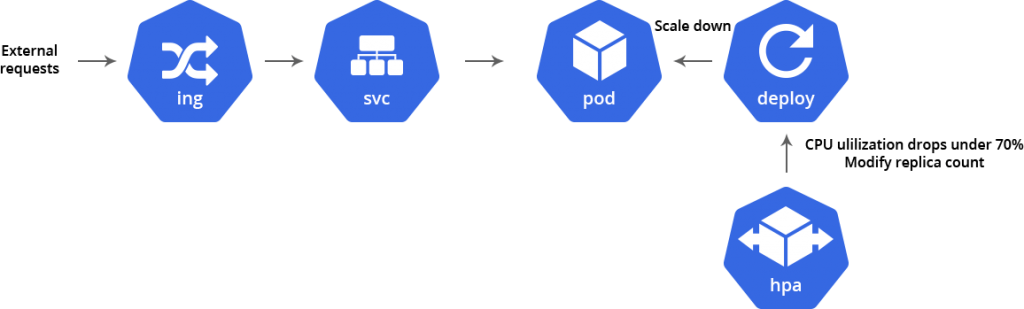 External
requests
ing
svc
pod
Scale down
deploy
CPU ulilization drops under 70%
Modify replica count
hpa